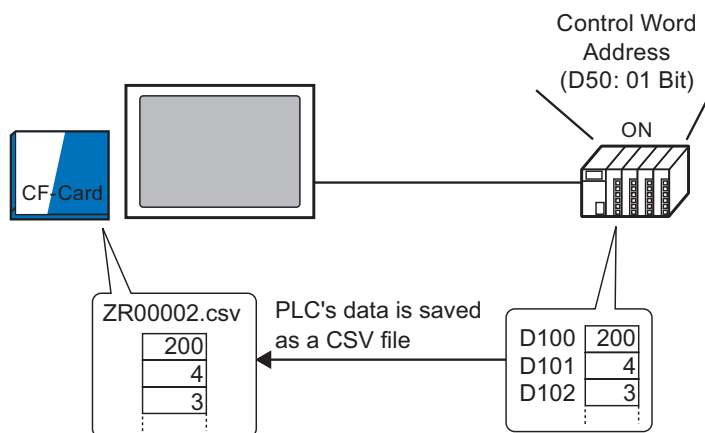 Control Word
Address
(D50: 01 Bit)
ON
CF-Card
ZR00002.csv
200
4
3
PLC's data is saved
as a CSV file
D100 200
D101 4
D102 3